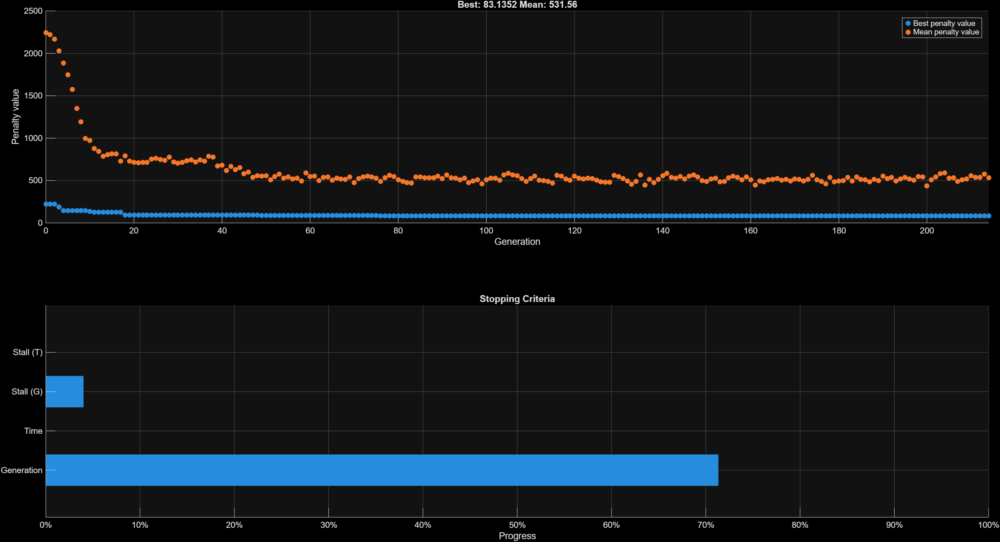 Best: 83.1352 Mean: 531.56
Best penalty value
Mean penalty value
2500
2000
1500
1000
500
0
Penalty value
0 20 40 60 80 100 120 140 160 180 200
Generation
Stopping Criteria
Stall (T)
Stall (G)
Time
Generation
0% 10% 20% 30% 40% 50% 60% 70% 80% 90% 100%
Progress